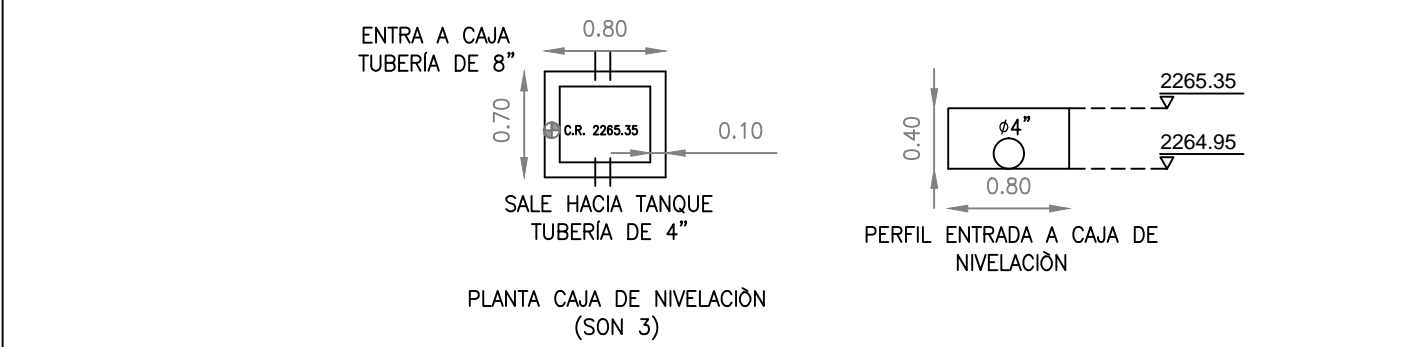 ENTRA A CAJA
TUBERÍA DE 8”
0.80
0.70
C.R. 2265.35
0.10
SALE HACIA TANQUE
TUBERÍA DE 4”
PLANTA CAJA DE NIVELACIÒN
(SON 3)
2265.35
0.40
ø4”
2264.95
0.80
PERFIL ENTRADA A CAJA DE
NIVELACIÒN